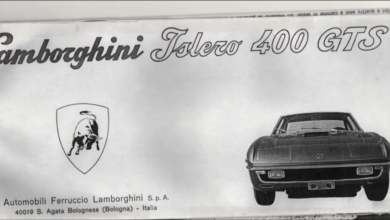 Lamborghini Islero 400 GTS
Automobili Ferruccio Lamborghini S.p.A.
40019 S. Agata Bolognese (Bologna) - Italia